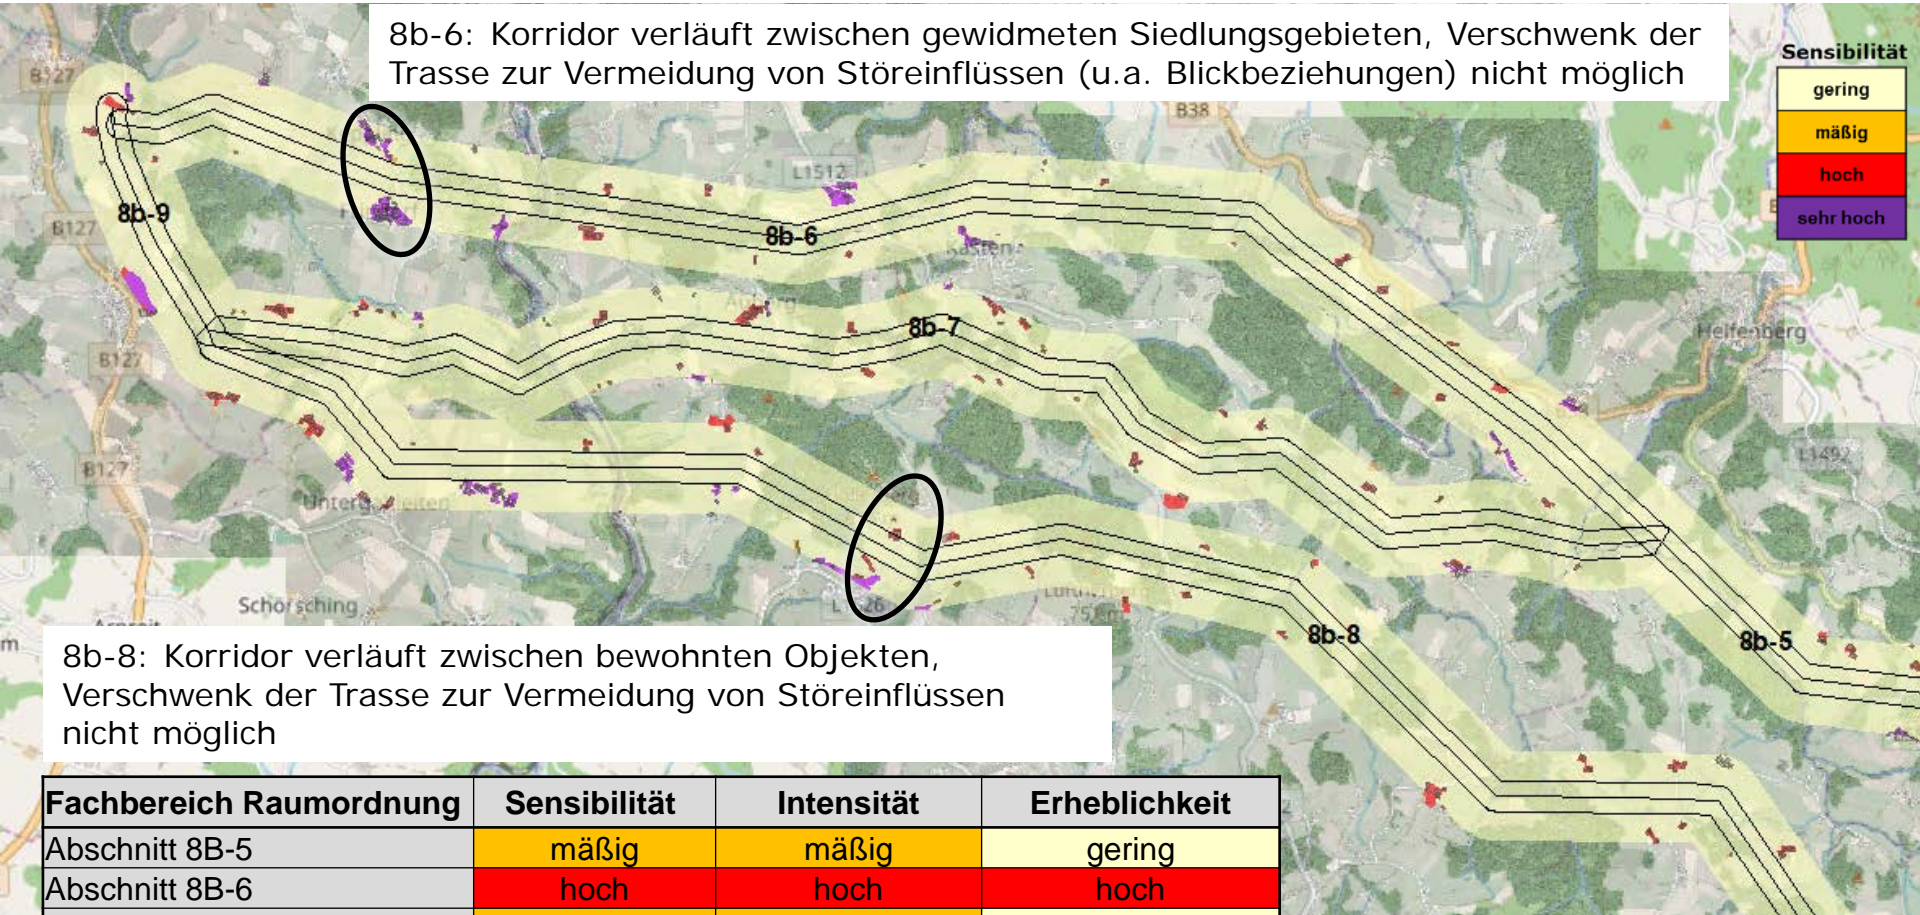 8b-6: Korridor verläuft zwischen gewidmeten Siedlungsgebieten, Verschwenk der
Trasse zur Vermeidung von Störeinflüssen (u.a. Blickbeziehungen) nicht möglich
Sensibilität
gering
mäßig
hoch
sehr hoch
B127
B38
L1512
8b-9
B127
8b-6
8b-7
Helfenberg
B127
B127
L1492
Schörsching
8b-8
8b-5
8b-8: Korridor verläuft zwischen bewohnten Objekten,
Verschwenk der Trasse zur Vermeidung von Störeinflüssen
nicht möglich
Fachbereich Raumordnung Sensibilität Intensität Erheblichkeit
Abschnitt 8B-5 mäßig mäßig gering
Abschnitt 8B-6 hoch hoch hoch